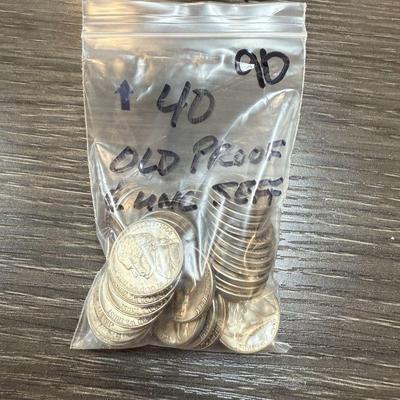 90
↑ 40
OLD PROOF
& UNC SET